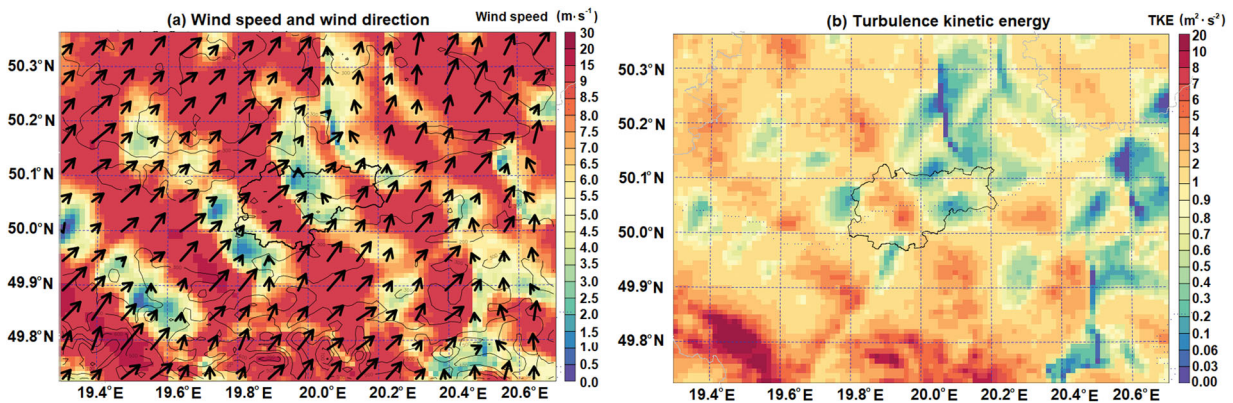 (a) Wind speed and wind direction
Wind speed (m·s⁻¹)
50.3°N
50.2°N
50.1°N
50.0°N
49.9°N
49.8°N
19.4°E 19.6°E 19.8°E 20.0°E 20.2°E 20.4°E 20.6°E
30
20
15
9
8.5
8.0
7.5
7.0
6.5
6.0
5.5
5.0
4.5
4.0
3.5
3.0
2.5
2.0
1.5
1.0
0.5
0.0
(b) Turbulence kinetic energy
TKE (m²·s²)
50.3°N
50.2°N
50.1°N
50.0°N
49.9°N
49.8°N
19.4°E 19.6°E 19.8°E 20.0°E 20.2°E 20.4°E 20.6°E
20
10
8
7
6
5
4
3
2
1
0.9
0.8
0.7
0.6
0.5
0.4
0.3
0.2
0.1
0.06
0.03
0.00